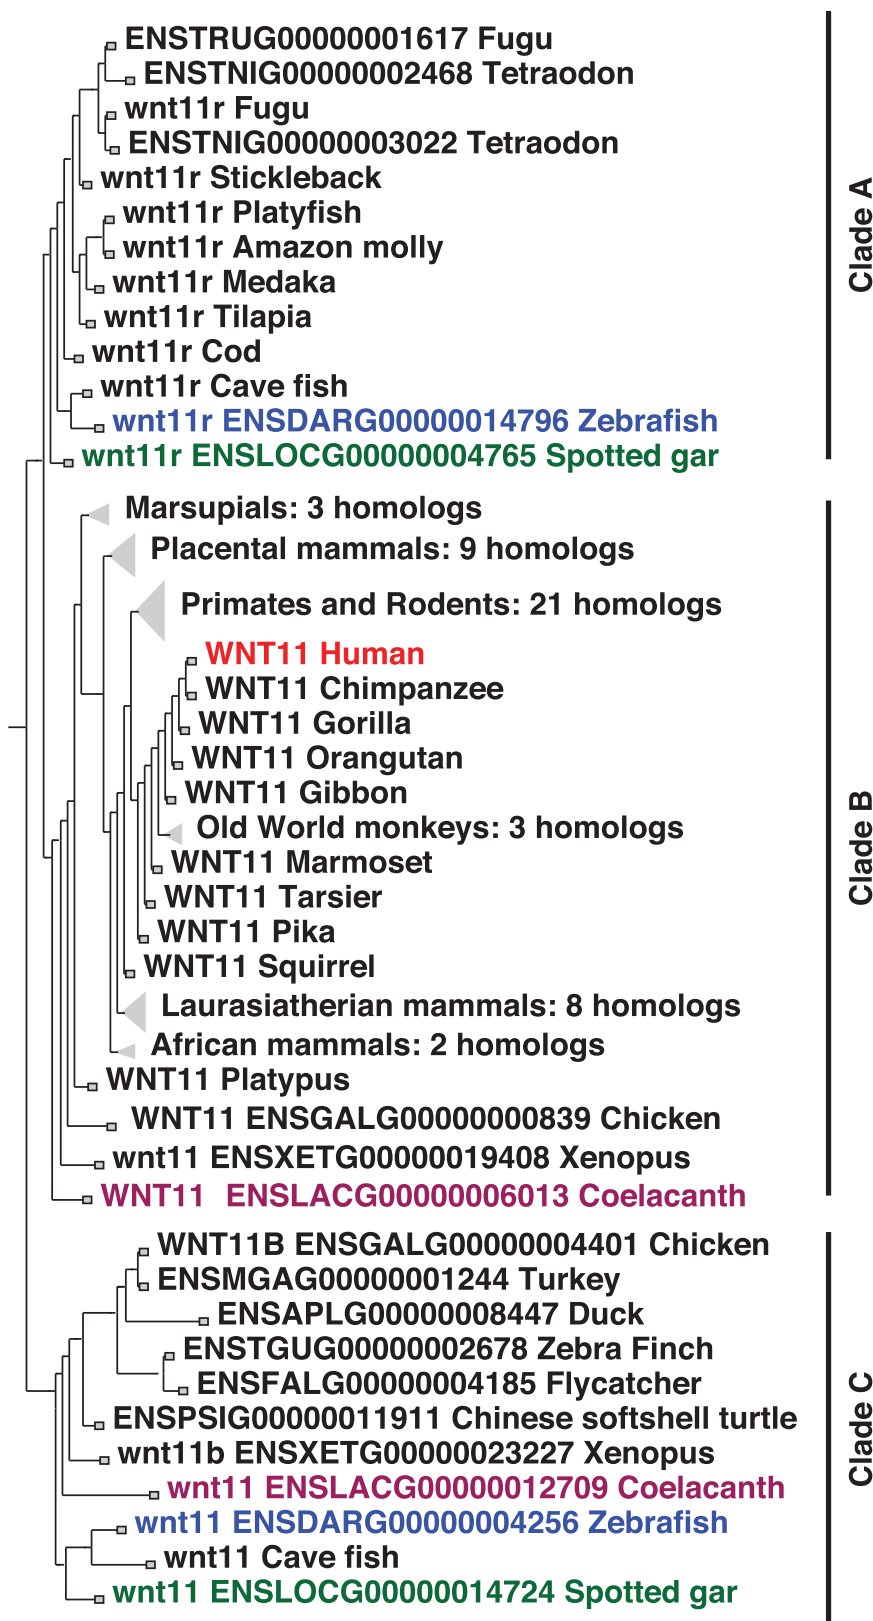 ENSTRUG00000001617 Fugu
ENSTNIG00000002468 Tetraodon
wnt11r Fugu
ENSTNIG00000003022 Tetraodon
wnt11r Stickleback
wnt11r Platyfish
wnt11r Amazon molly
wnt11r Medaka
wnt11r Tilapia
wnt11r Cod
wnt11r Cave fish
wnt11r ENSDARG00000014796 Zebrafish
wnt11r ENSLOCG00000004765 Spotted gar
Clade A
Marsupials: 3 homologs
Placental mammals: 9 homologs
Primates and Rodents: 21 homologs
WNT11 Human
WNT11 Chimpanzee
WNT11 Gorilla
WNT11 Orangutan
WNT11 Gibbon
Old World monkeys: 3 homologs
WNT11 Marmoset
WNT11 Tarsier
WNT11 Pika
WNT11 Squirrel
Laurasiatherian mammals: 8 homologs
African mammals: 2 homologs
WNT11 Platypus
WNT11 ENSGALG00000000839 Chicken
wnt11 ENSXETG00000019408 Xenopus
WNT11 ENSLACG00000006013 Coelacanth
Clade B
WNT11B ENSGALG00000004401 Chicken
ENSMGAG00000001244 Turkey
ENSAPLG00000008447 Duck
ENSTGUG00000002678 Zebra Finch
ENSFALG00000004185 Flycatcher
ENSPSIG00000011911 Chinese softshell turtle
wnt11b ENSXETG00000023227 Xenopus
wnt11 ENSLACG00000012709 Coelacanth
wnt11 ENSDARG00000004256 Zebrafish
wnt11 Cave fish
wnt11 ENSLOCG00000014724 Spotted gar
Clade C